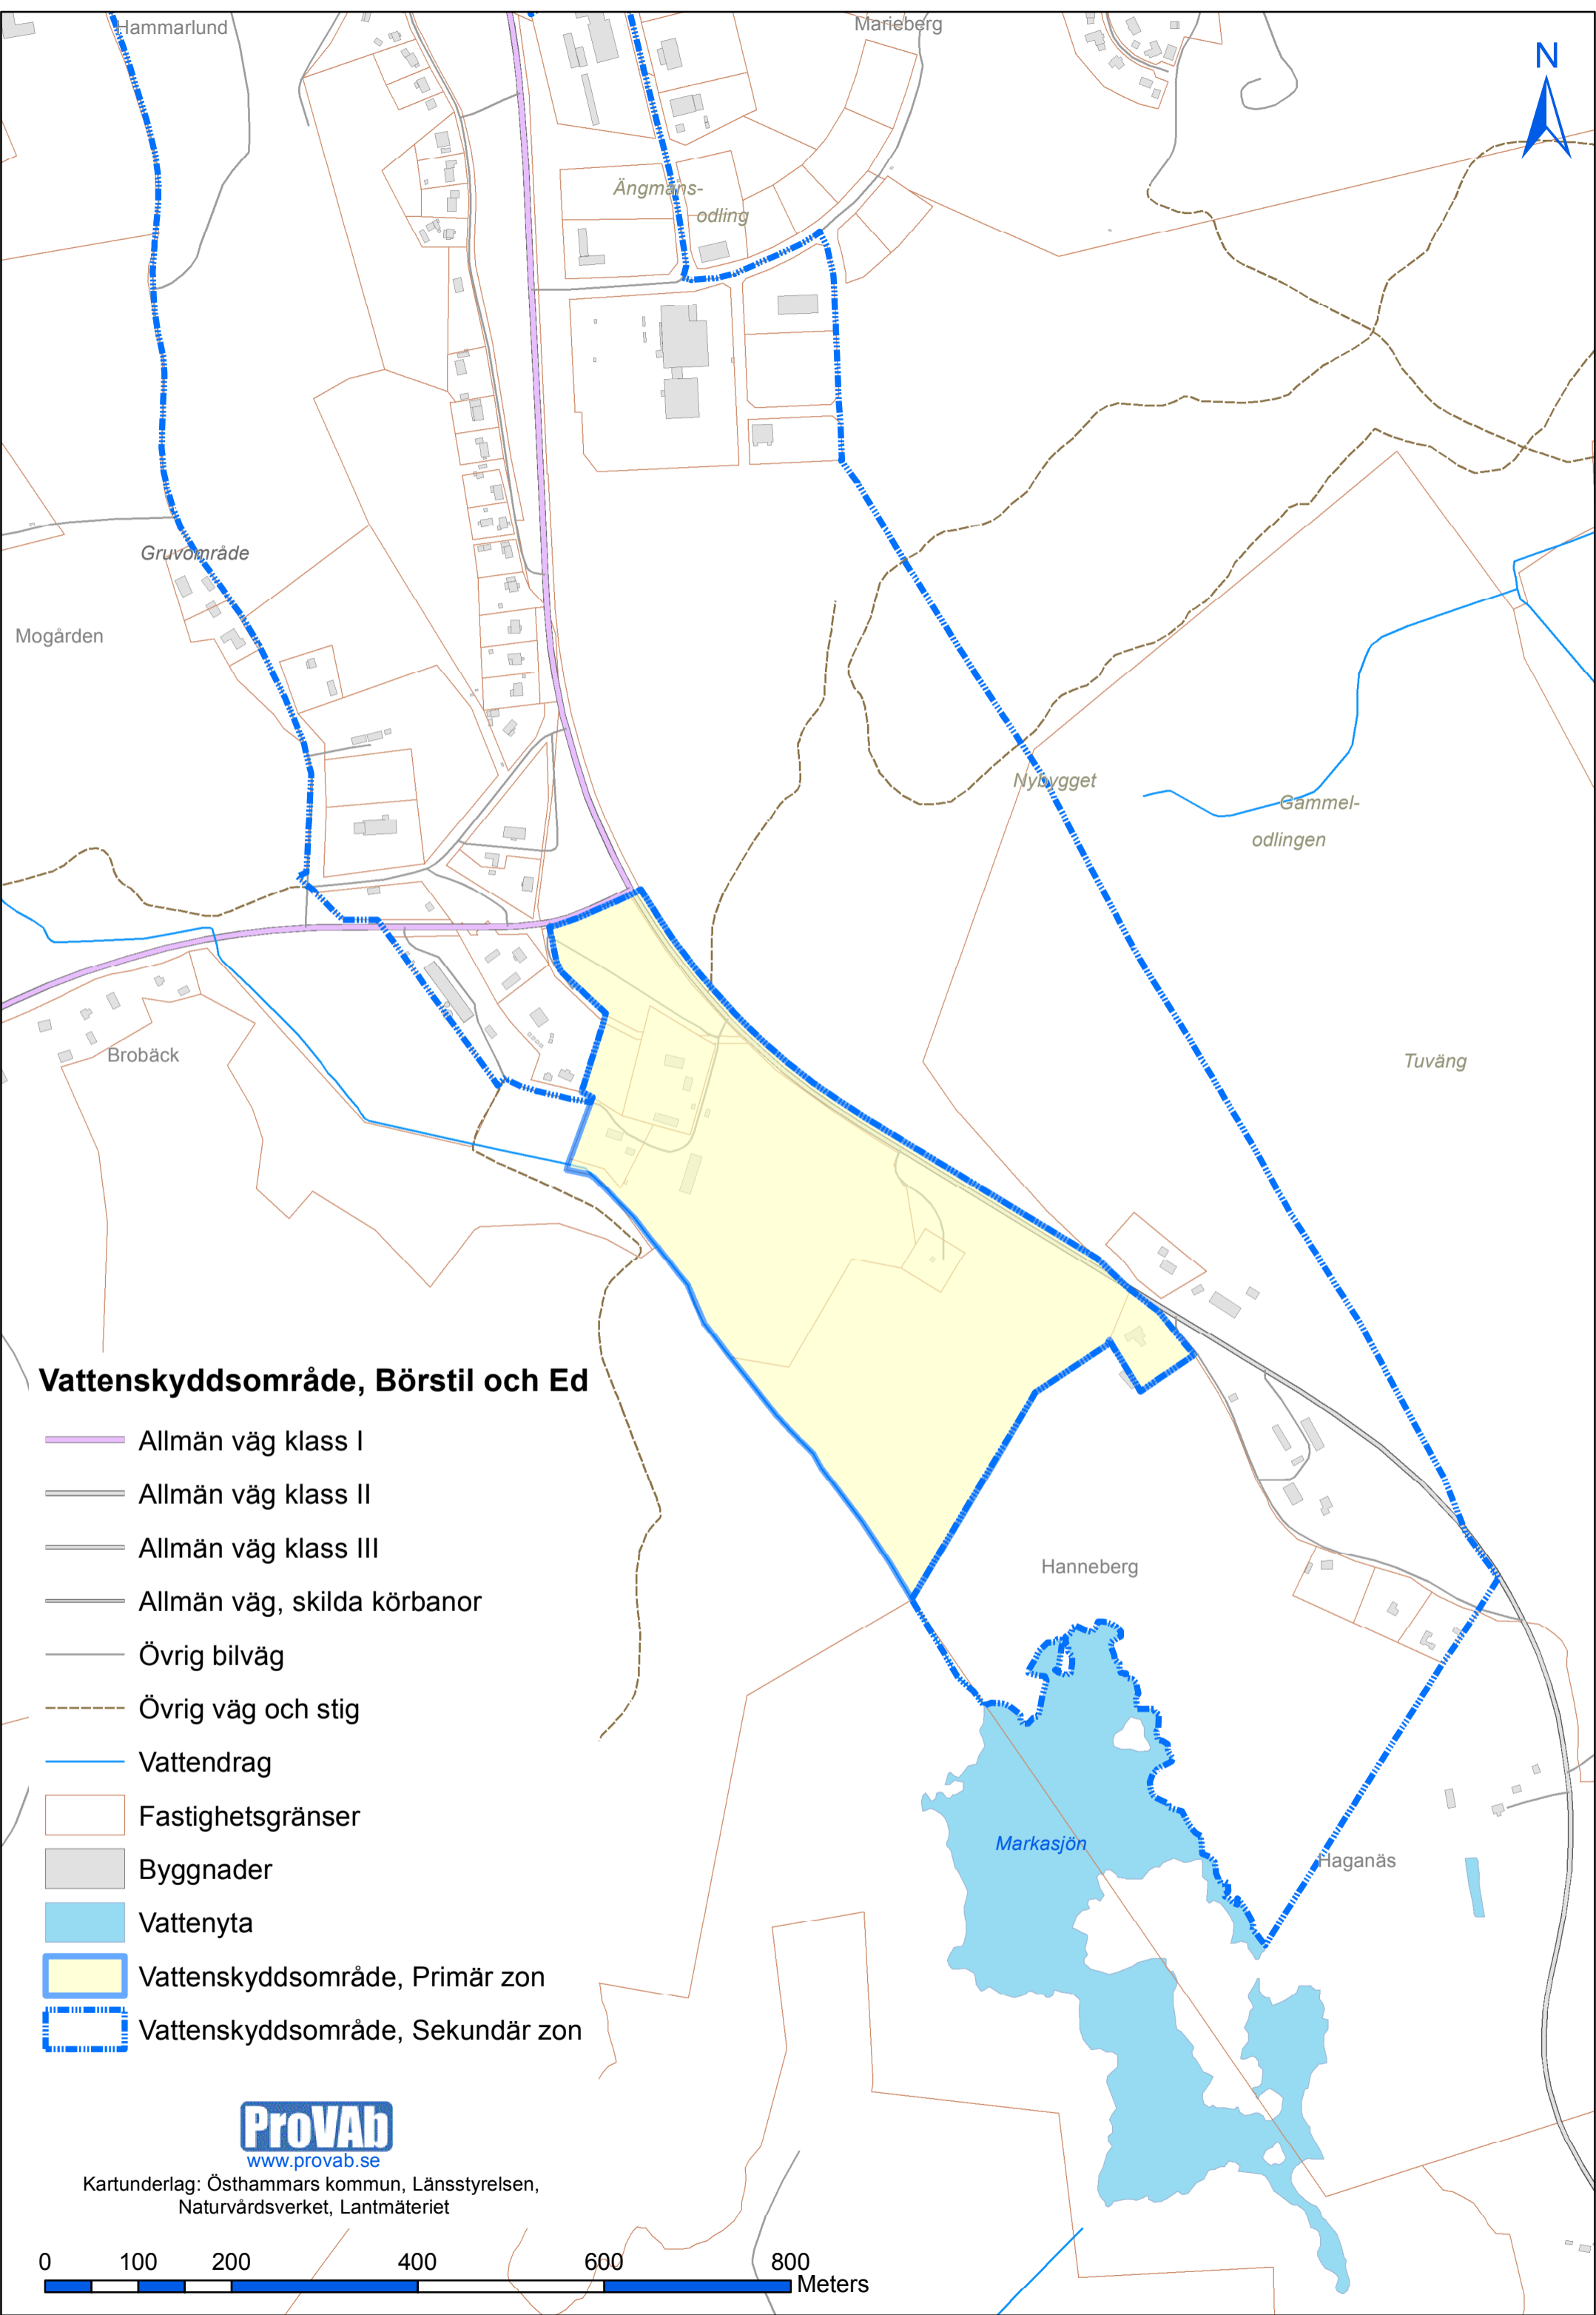 Hammarlund
Marieberg
N
Ängmans-
odling
Gruvområde
Mogården
Nybygget
Gammel-
odlingen
Tuväng
Brobäck
Hanneberg
Markasjön
Haganäs
Vattenskyddsområde, Börstil och Ed
Allmän väg klass I
Allmän väg klass II
Allmän väg klass III
Allmän väg, skilda körbanor
Övrig bilväg
Övrig väg och stig
Vattendrag
Fastighetsgränser
Byggnader
Vattenyta
Vattenskyddsområde, Primär zon
Vattenskyddsområde, Sekundär zon
ProVAb
www.provab.se
Kartunderlag: Östhammars kommun, Länsstyrelsen,
Naturvårdsverket, Lantmäteriet
0 100 200 400 600 800
Meters